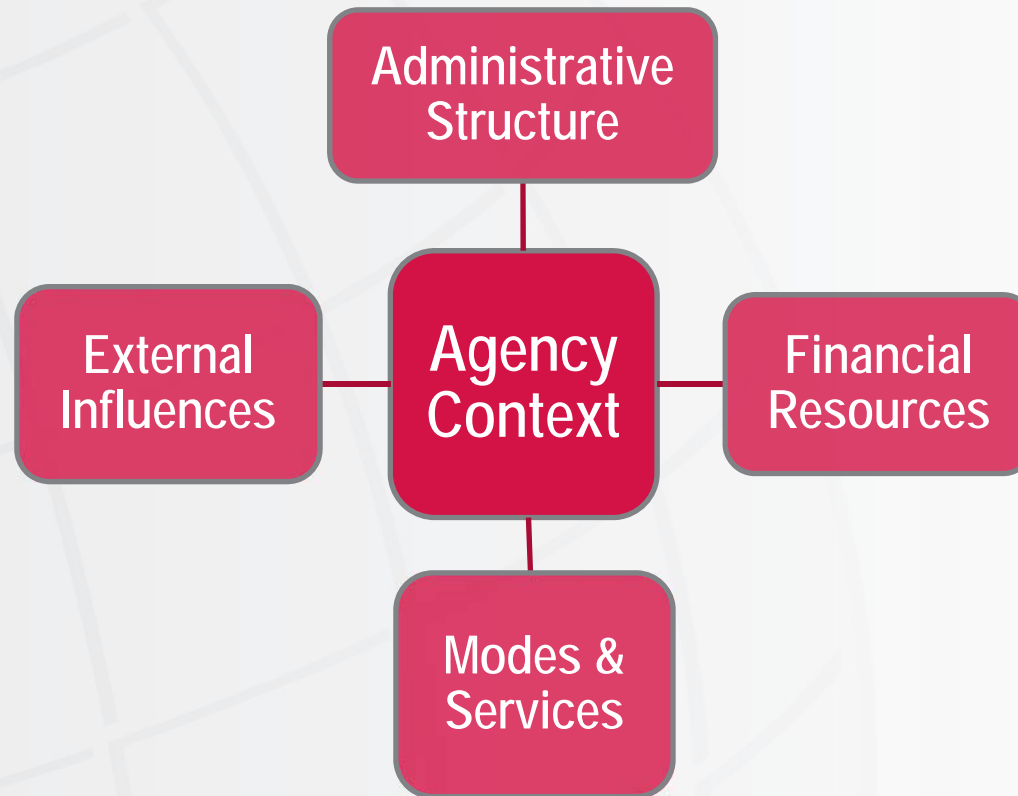 Administrative
Structure
External
Influences
Agency
Context
Financial
Resources
Modes &
Services